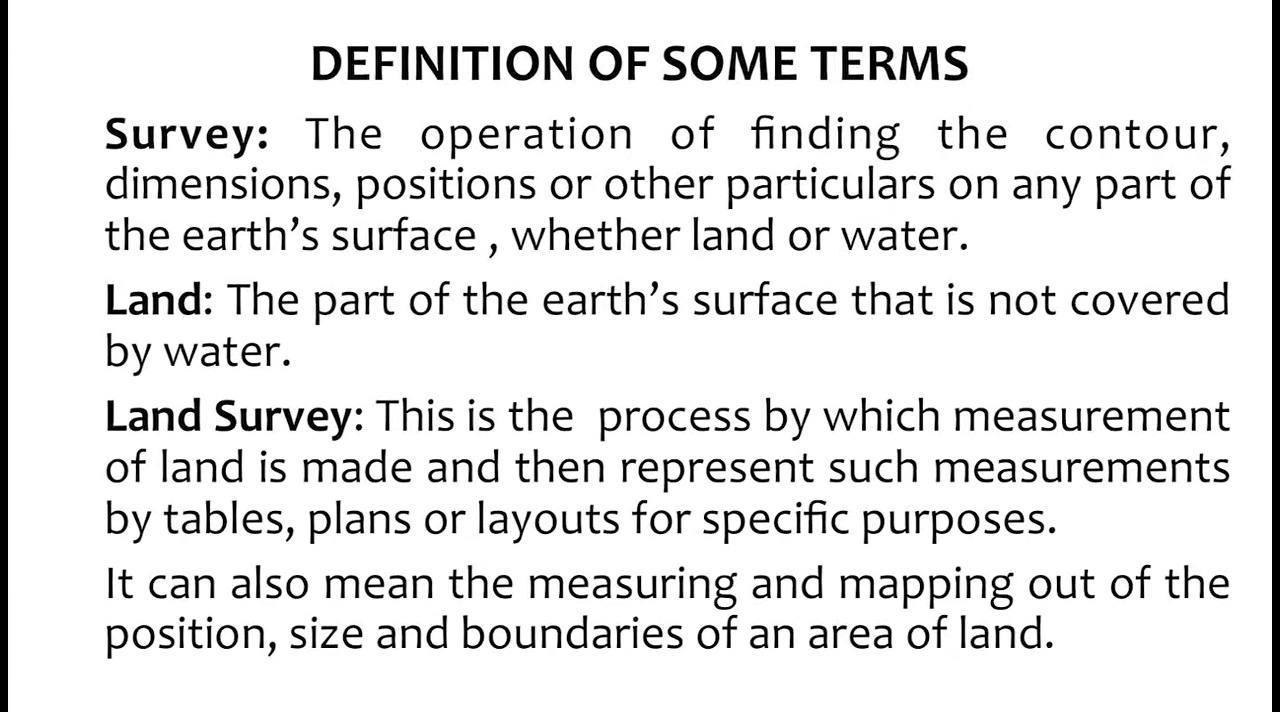 DEFINITION OF SOME TERMS
Survey: The operation of finding the contour,
dimensions, positions or other particulars on any part of
the earth’s surface , whether land or water.
Land: The part of the earth’s surface that is not covered
by water.
Land Survey: This is the  process by which measurement
of land is made and then represent such measurements
by tables, plans or layouts for specific purposes.
It can also mean the measuring and mapping out of the
position, size and boundaries of an area of land.